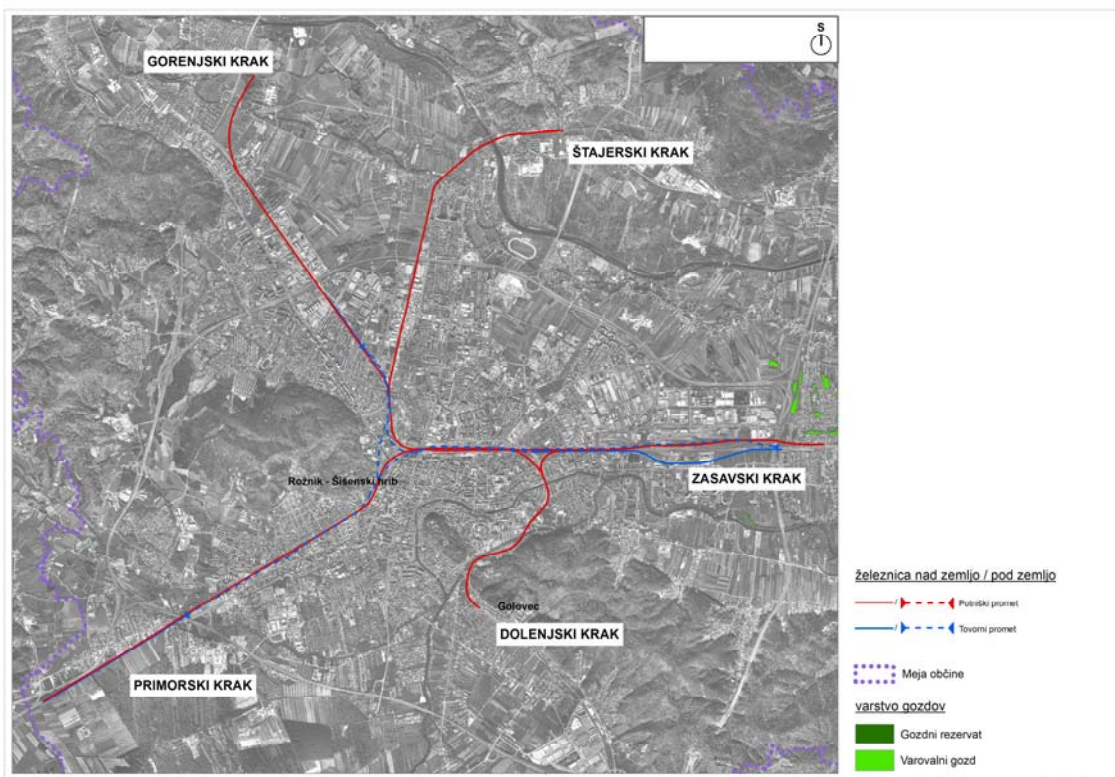 S
GORENJSKI KRAK
ŠTAJERSKI KRAK
ZASAVSKI KRAK
Rožnik - Šišenski hrib
Golovec
DOLENJSKI KRAK
PRIMORSKI KRAK
železnica nad zemljo / pod zemljo
/ Potniški promet
/ Tovorni promet
Meja občine
varstvo gozdov
Gozdni rezervat
Varovalni gozd